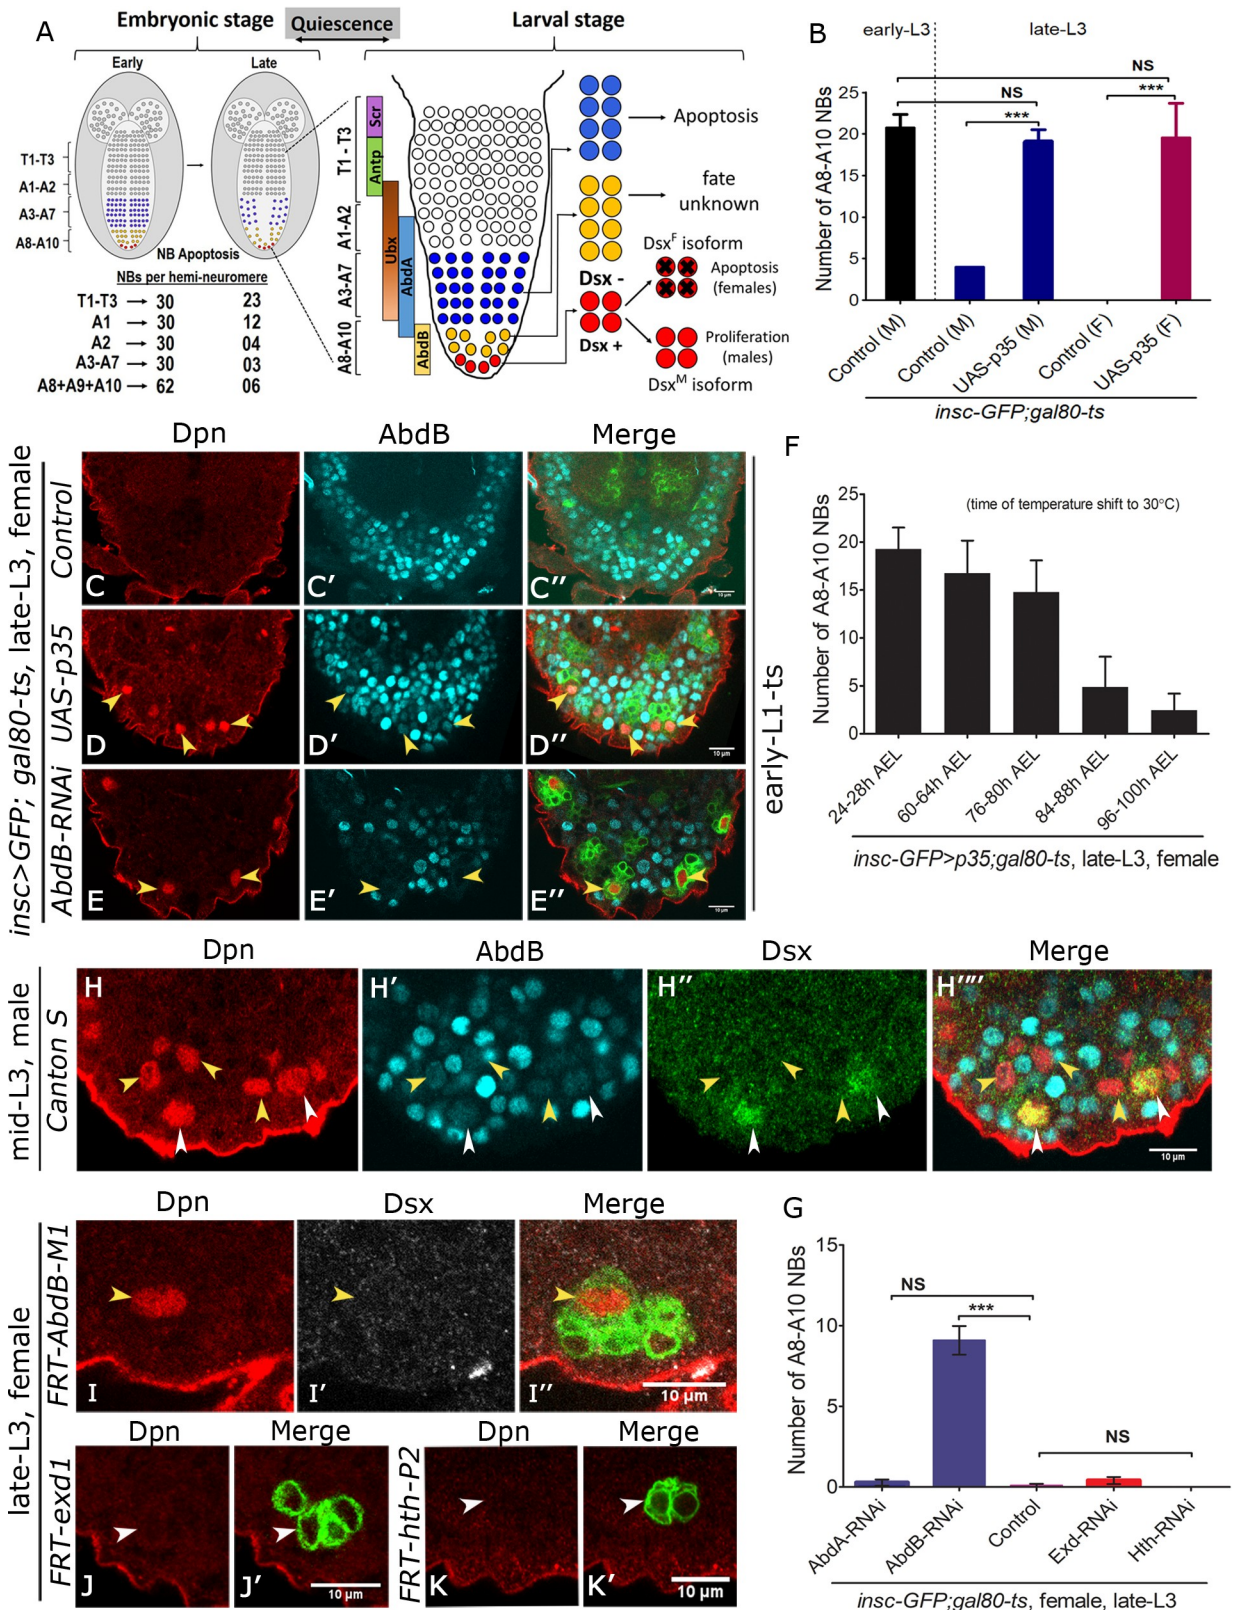 A
Embryonic stage
Quiescence
Larval stage
Early
Late
T1-T3
A1-A2
A3-A7
A8-A10
NB Apoptosis
NBs per hemi-neuromere
T1-T3 → 30 23
A1 → 30 12
A2 → 30 04
A3-A7 → 30 03
A8+A9+A10 → 62 06
T1 - T3
A1-A2
A3-A7
A8-A10
Scr
Antp
Ubx
AbdA
AbdB
Apoptosis
fate
unknown
Dsx -
Dsx +
DsxF isoform
Apoptosis
(females)
Proliferation
(males)
DsxM isoform
B
early-L3
late-L3
NS
NS
***
***
Number of A8-A10 NBs
25
20
15
10
5
0
Control (M)
Control (M)
UAS-p35 (M)
Control (F)
UAS-p35 (F)
insc-GFP;gal80-ts
insc>GFP; gal80-ts, late-L3, female
Dpn
AbdB
Merge
Control
C
C'
C''
10 µm
UAS-p35
D
D'
D''
10 µm
AbdB-RNAi
E
E'
E''
early-L1-ts
F
(time of temperature shift to 30°C)
Number of A8-A10 NBs
25
20
15
10
5
0
24-28h AEL
60-64h AEL
76-80h AEL
84-88h AEL
96-100h AEL
insc-GFP>p35;gal80-ts, late-L3, female
mid-L3, male
Canton S
Dpn
AbdB
Dsx
Merge
H
H'
H''
H''''
10 µm
late-L3, female
FRT-AbdB-M1
Dpn
Dsx
Merge
I
I'
I''
10 µm
FRT-exd1
Dpn
Merge
J
J'
10 µm
FRT-hth-P2
Dpn
Merge
K
K'
10 µm
G
Number of A8-A10 NBs
15
10
5
0
NS
***
NS
AbdA-RNAi
AbdB-RNAi
Control
Exd-RNAi
Hth-RNAi
insc-GFP;gal80-ts, female, late-L3